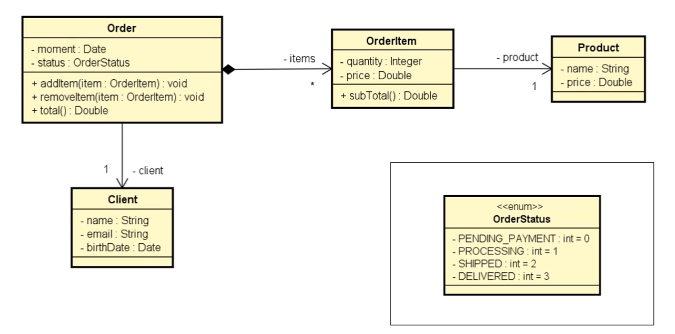 Order
- moment : Date
- status : OrderStatus
+ addItem(item : OrderItem) : void
+ removeItem(item : OrderItem) : void
+ total() : Double
- items
*
OrderItem
- quantity : Integer
- price : Double
+ subTotal() : Double
- product
1
Product
- name : String
- price : Double
1
- client
Client
- name : String
- email : String
- birthDate : Date
<<enum>>
OrderStatus
- PENDING_PAYMENT : int = 0
- PROCESSING : int = 1
- SHIPPED : int = 2
- DELIVERED : int = 3